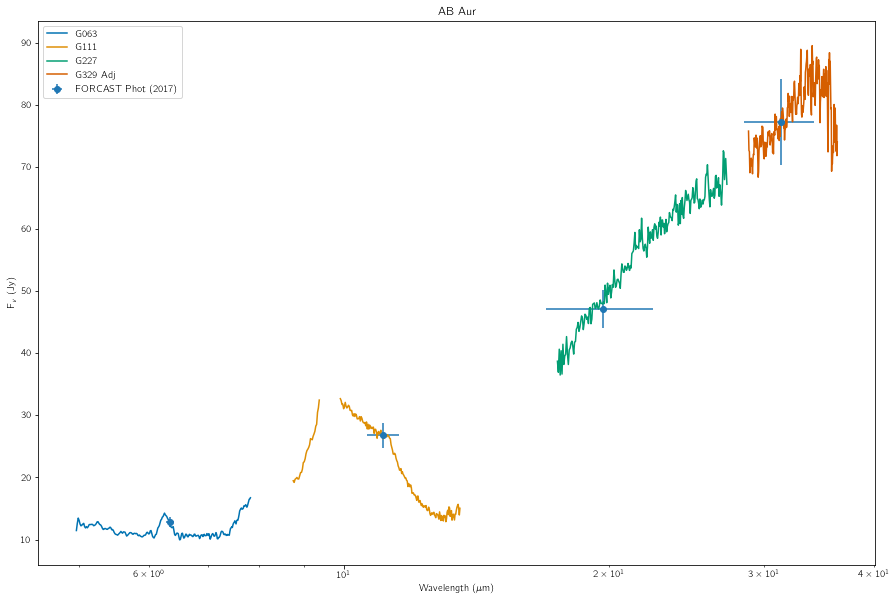 AB Aur
G063
G111
G227
G329 Adj
FORCAST Phot (2017)
90
80
70
60
50
40
30
20
10
F𝜈 (Jy)
6 × 10⁰
10¹
2 × 10¹
3 × 10¹
4 × 10¹
Wavelength (μm)